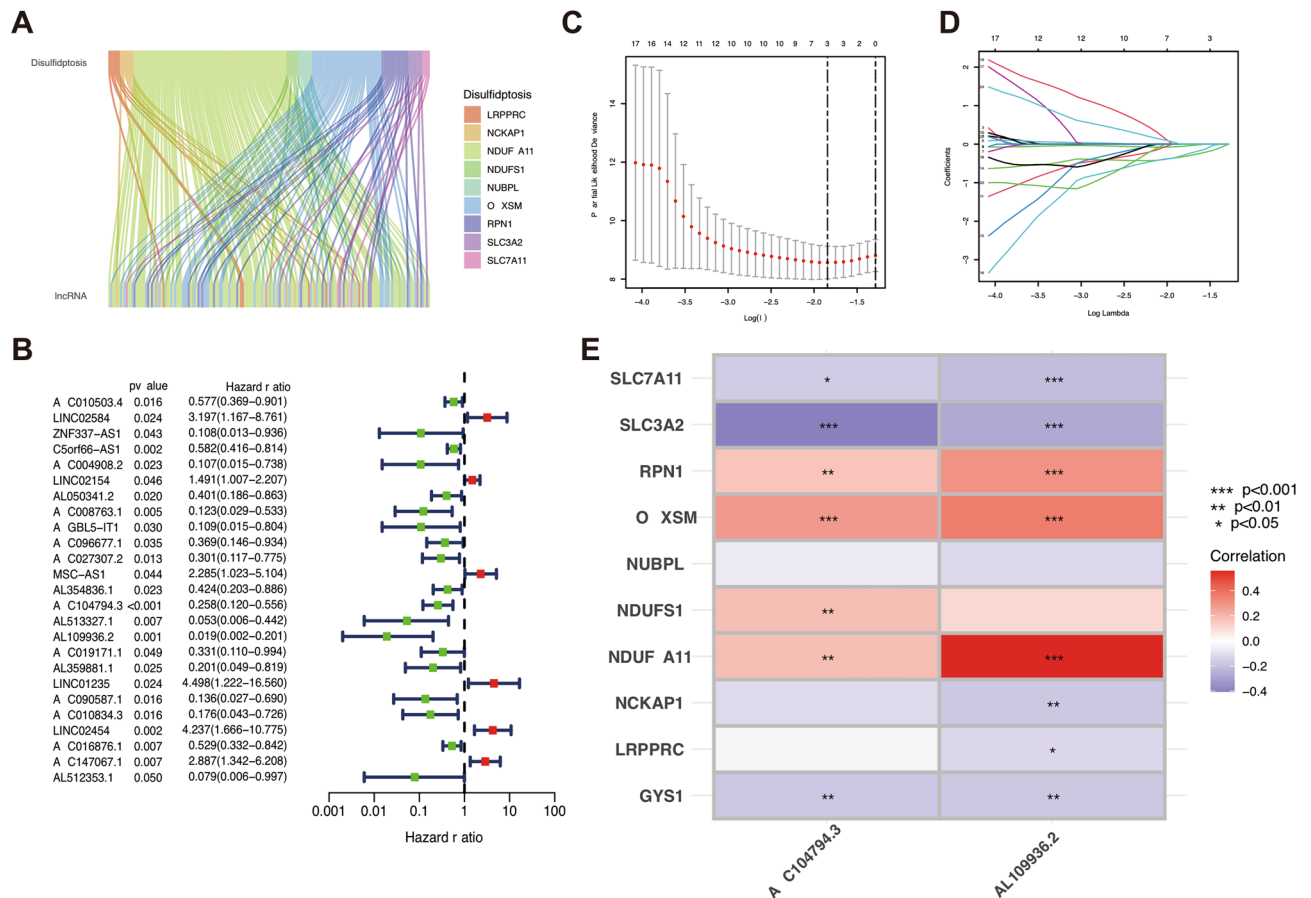 A
Disulfidptosis
lncRNA
Disulfidptosis
LRPPRC
NCKAP1
NDUF A11
NDUFS1
NUBPL
O XSM
RPN1
SLC3A2
SLC7A11
C
17 16 14 12 11 12 10 10 10 10 9 7 3 3 2 0
P ar tial Lik elihood De viance
14
12
10
8
−4.0 −3.5 −3.0 −2.5 −2.0 −1.5
Log(l )
D
17 12 12 10 7 3
Coefficients
2
1
0
−1
−2
−3
−4.0 −3.5 −3.0 −2.5 −2.0 −1.5
Log Lambda
B
pv alue Hazard r atio
A C010503.4 0.016 0.577(0.369−0.901)
LINC02584 0.024 3.197(1.167−8.761)
ZNF337−AS1 0.043 0.108(0.013−0.936)
C5orf66−AS1 0.002 0.582(0.416−0.814)
A C004908.2 0.023 0.107(0.015−0.738)
LINC02154 0.046 1.491(1.007−2.207)
AL050341.2 0.020 0.401(0.186−0.863)
A C008763.1 0.005 0.123(0.029−0.533)
A GBL5−IT1 0.030 0.109(0.015−0.804)
A C096677.1 0.035 0.369(0.146−0.934)
A C027307.2 0.013 0.301(0.117−0.775)
MSC−AS1 0.044 2.285(1.023−5.104)
AL354836.1 0.023 0.424(0.203−0.886)
A C104794.3 <0.001 0.258(0.120−0.556)
AL513327.1 0.007 0.053(0.006−0.442)
AL109936.2 0.001 0.019(0.002−0.201)
A C019171.1 0.049 0.331(0.110−0.994)
AL359881.1 0.025 0.201(0.049−0.819)
LINC01235 0.024 4.498(1.222−16.560)
A C090587.1 0.016 0.136(0.027−0.690)
A C010834.3 0.016 0.176(0.043−0.726)
LINC02454 0.002 4.237(1.666−10.775)
A C016876.1 0.007 0.529(0.332−0.842)
A C147067.1 0.007 2.887(1.342−6.208)
AL512353.1 0.050 0.079(0.006−0.997)
0.001 0.01 0.1 1 10 100
Hazard r atio
E
SLC7A11 * ***
SLC3A2 *** ***
RPN1 ** ***
O XSM *** ***
NUBPL
NDUFS1 **
NDUF A11 ** ***
NCKAP1 **
LRPPRC *
GYS1 ** **
A C104794.3
AL109936.2
*** p<0.001
** p<0.01
* p<0.05
Correlation
0.4
0.2
0.0
−0.2
−0.4